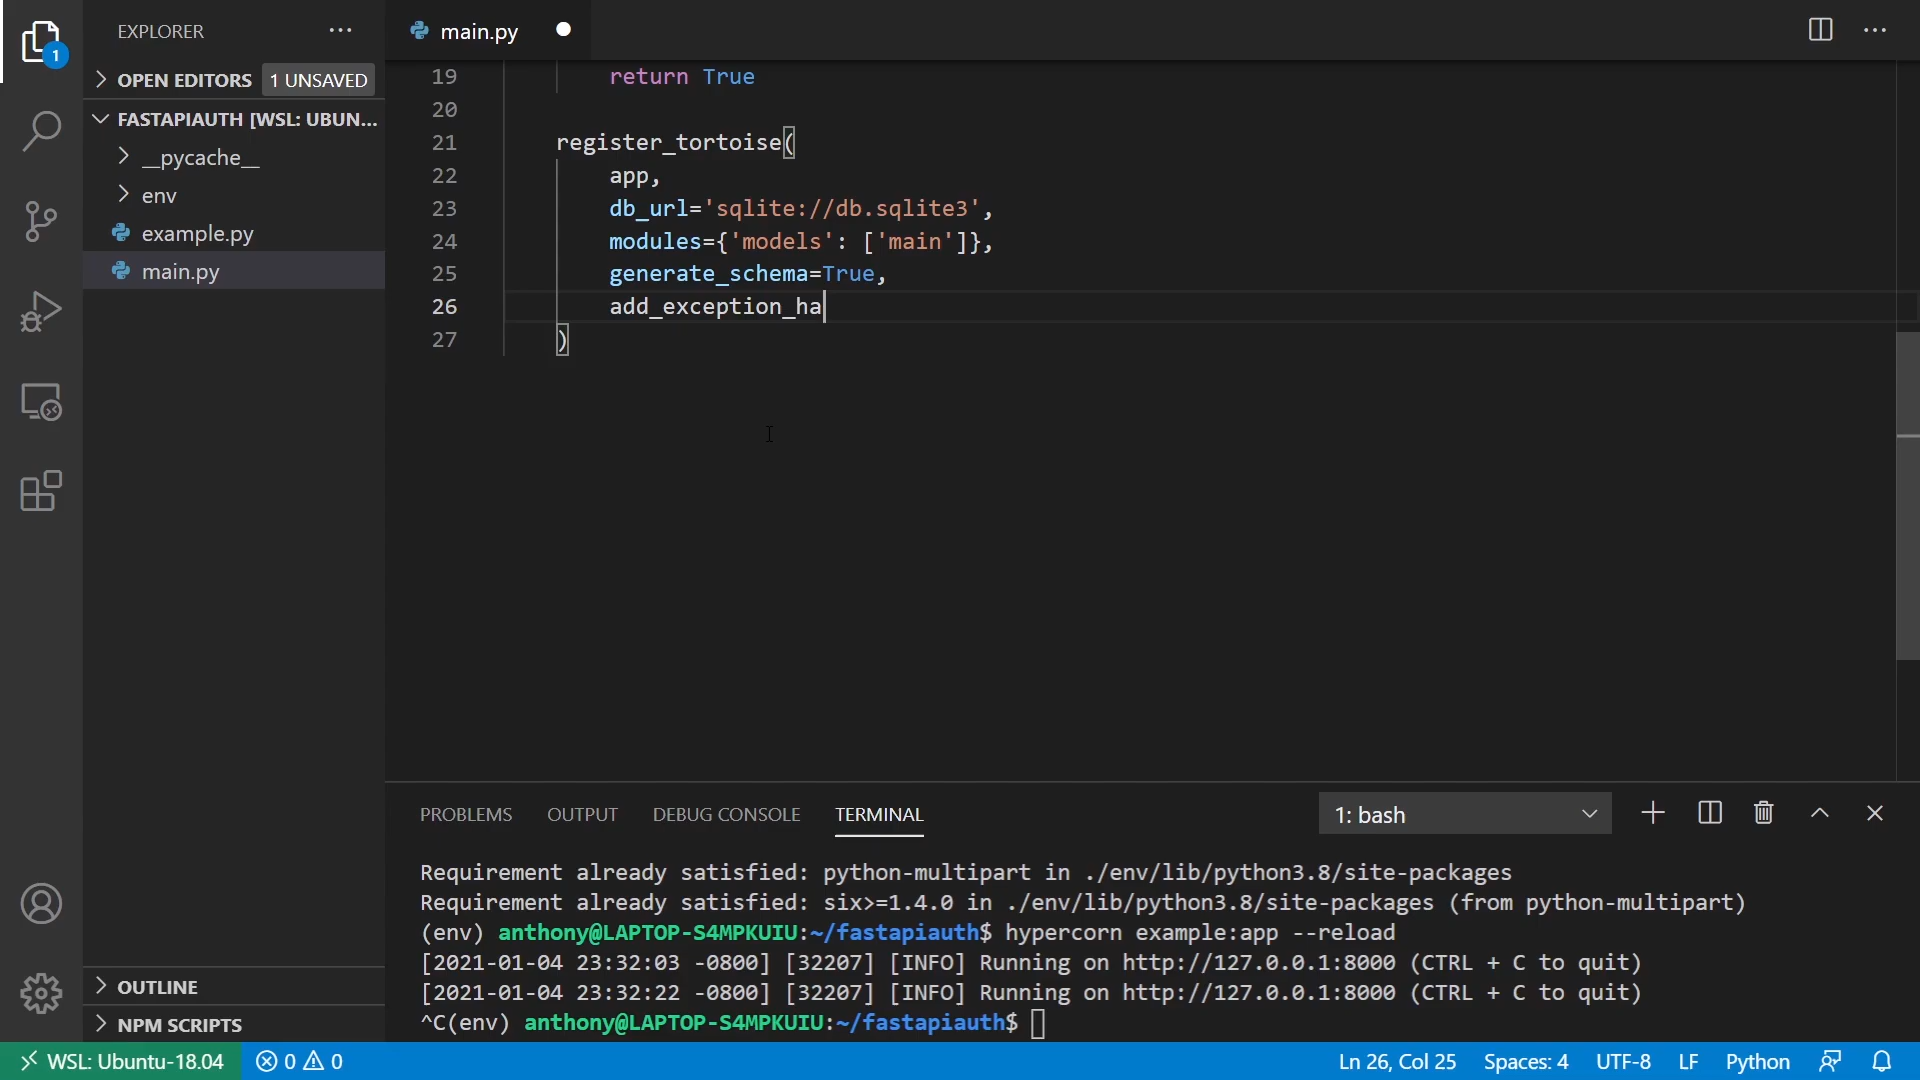 EXPLORER
main.py
OPEN EDITORS 1 UNSAVED
FASTAPIAUTH [WSL: UBUN...
__pycache__
env
example.py
main.py
OUTLINE
NPM SCRIPTS
19 return True
20
21 register_tortoise(
22 app,
23 db_url='sqlite://db.sqlite3',
24 modules={'models': ['main']},
25 generate_schema=True,
26 add_exception_ha
27 )
PROBLEMS OUTPUT DEBUG CONSOLE TERMINAL 1: bash
Requirement already satisfied: python-multipart in ./env/lib/python3.8/site-packages
Requirement already satisfied: six>=1.4.0 in ./env/lib/python3.8/site-packages (from python-multipart)
(env) anthony@LAPTOP-S4MPKUIU:~/fastapiauth$ hypercorn example:app --reload
[2021-01-04 23:32:03 -0800] [32207] [INFO] Running on http://127.0.0.1:8000 (CTRL + C to quit)
[2021-01-04 23:32:22 -0800] [32207] [INFO] Running on http://127.0.0.1:8000 (CTRL + C to quit)
^C(env) anthony@LAPTOP-S4MPKUIU:~/fastapiauth$
1
WSL: Ubuntu-18.04 0 0 Ln 26, Col 25 Spaces: 4 UTF-8 LF Python